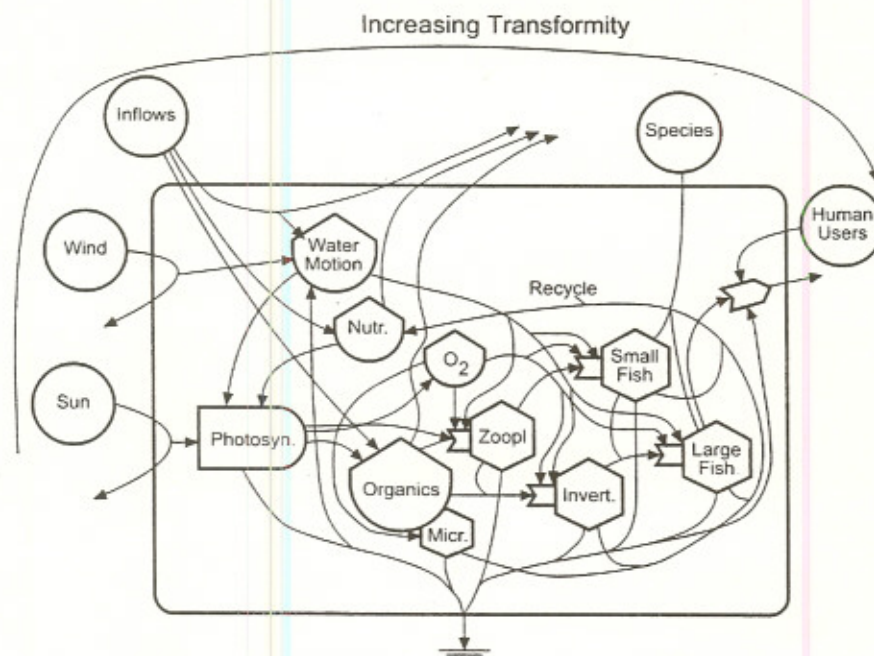 Increasing Transformity
Inflows
Species
Wind
Water
Motion
Human
Users
Recycle
Nutr.
O2
Small
Fish
Sun
Photosyn.
Zoopl
Large
Fish
Organics
Invert.
Micr.